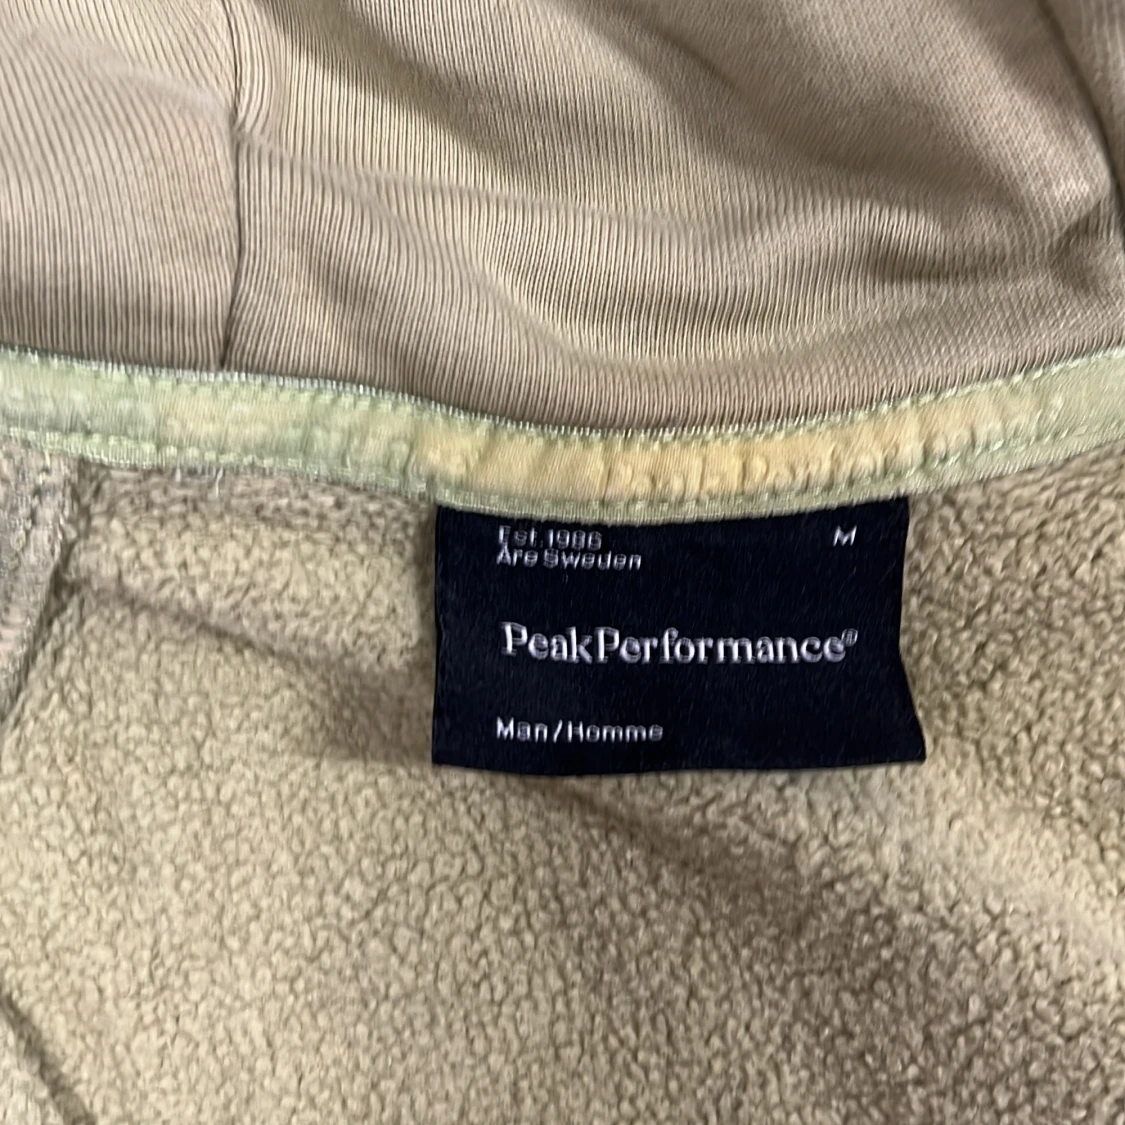 Est. 1986
M
Åre Sweden
PeakPerformance®
Man/Homme